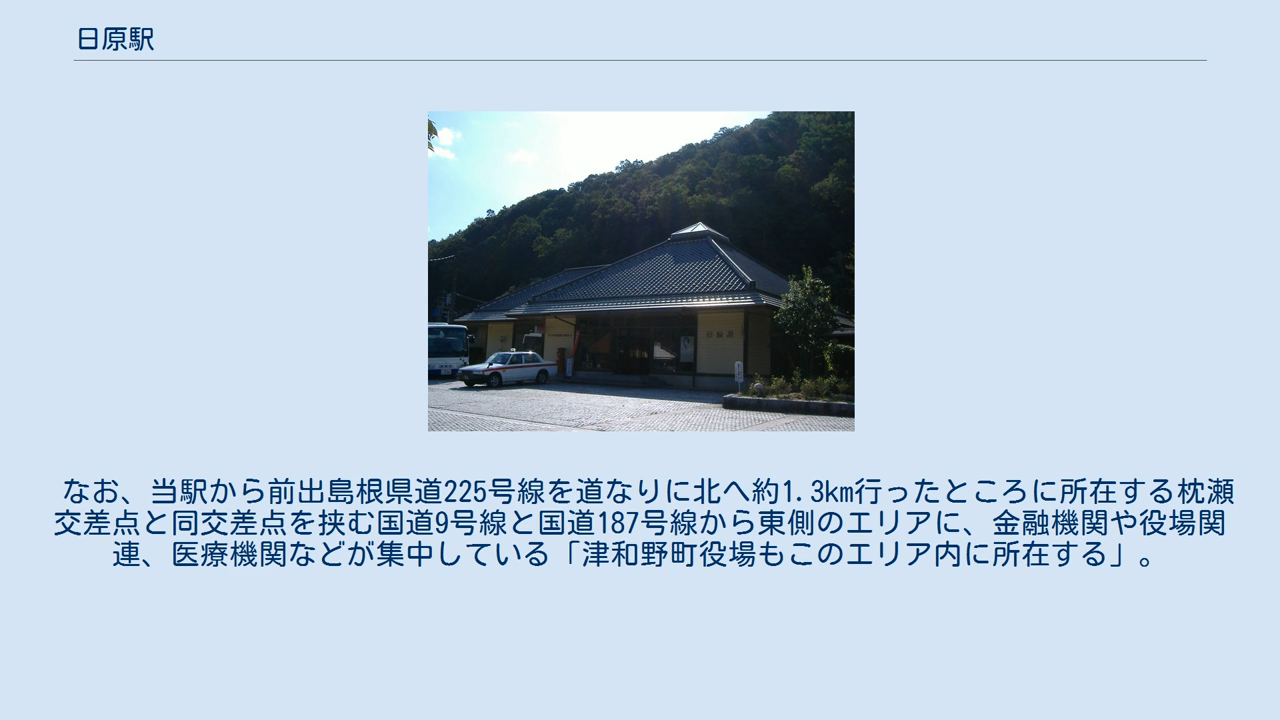 日原駅
なお、当駅から前出島根県道225号線を道なりに北へ約1.3km行ったところに所在する枕瀬
交差点と同交差点を挟む国道9号線と国道187号線から東側のエリアに、金融機関や役場関
連、医療機関などが集中している「津和野町役場もこのエリア内に所在する」。